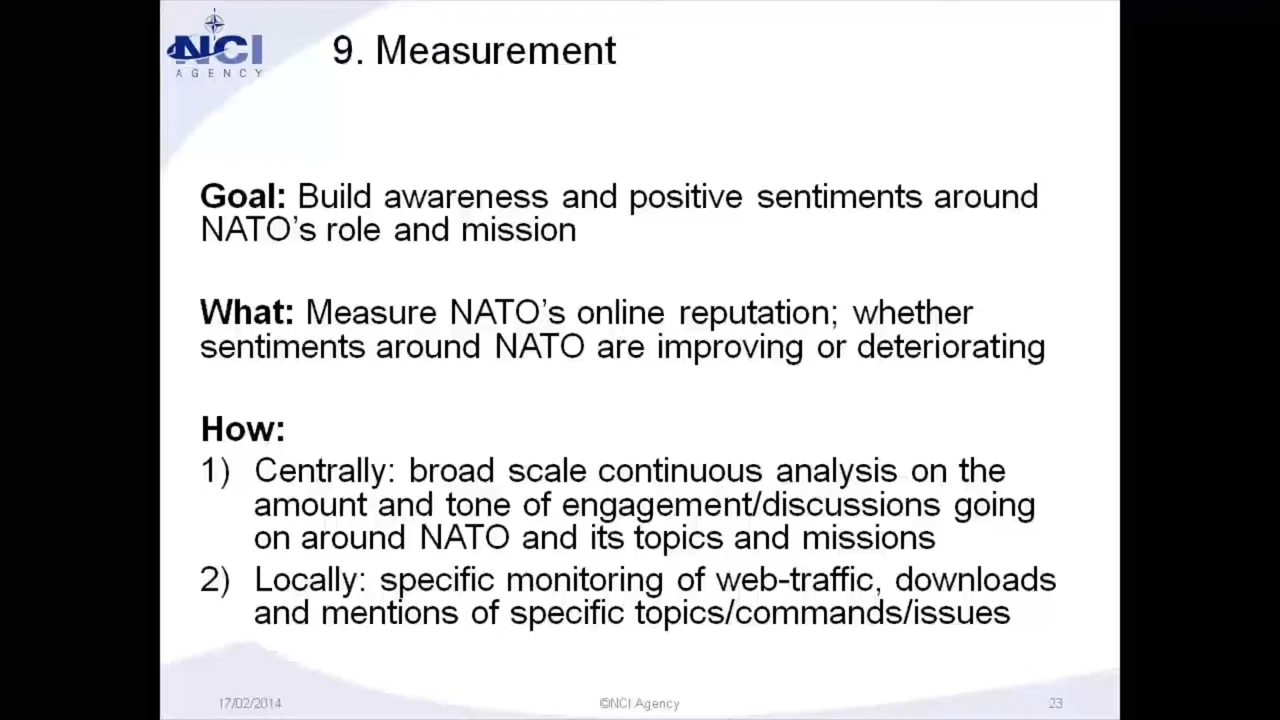 NCI
AGENCY
9. Measurement
Goal: Build awareness and positive sentiments around
NATO’s role and mission
What: Measure NATO’s online reputation; whether
sentiments around NATO are improving or deteriorating
How:
1) Centrally: broad scale continuous analysis on the
amount and tone of engagement/discussions going
on around NATO and its topics and missions
2) Locally: specific monitoring of web-traffic, downloads
and mentions of specific topics/commands/issues
17/02/2014 ©NCI Agency 23